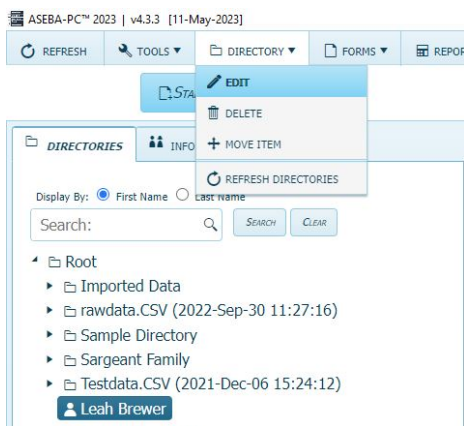 ASEBA-PC™ 2023 | v4.3.3 [11-May-2023]
REFRESH TOOLS ▼ DIRECTORY ▼ FORMS ▼
EDIT
DELETE
MOVE ITEM
REFRESH DIRECTORIES
DIRECTORIES
Display By: First Name Last Name
Search: SEARCH CLEAR
Root
Imported Data
rawdata.CSV (2022-Sep-30 11:27:16)
Sample Directory
Sargeant Family
Testdata.CSV (2021-Dec-06 15:24:12)
Leah Brewer